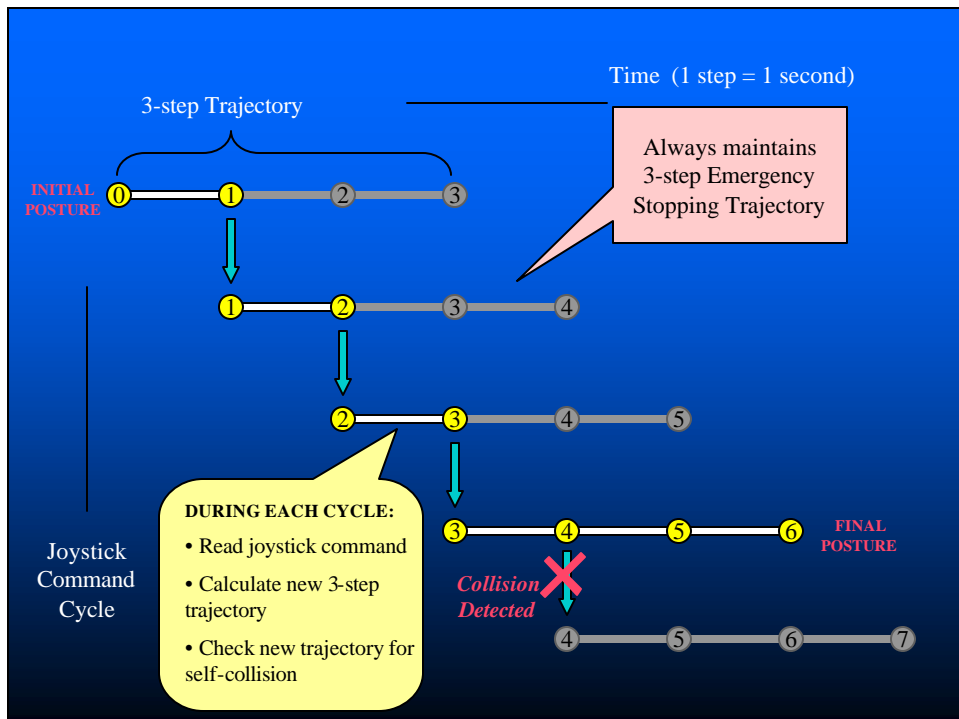 Time (1 step = 1 second)
3-step Trajectory
Always maintains
3-step Emergency
Stopping Trajectory
INITIAL
POSTURE
0 1 2 3
1 2 3 4
2 3 4 5
DURING EACH CYCLE:
• Read joystick command
• Calculate new 3-step
trajectory
• Check new trajectory for
self-collision
3 4 5 6
FINAL
POSTURE
Joystick
Command
Cycle
Collision
Detected
4 5 6 7